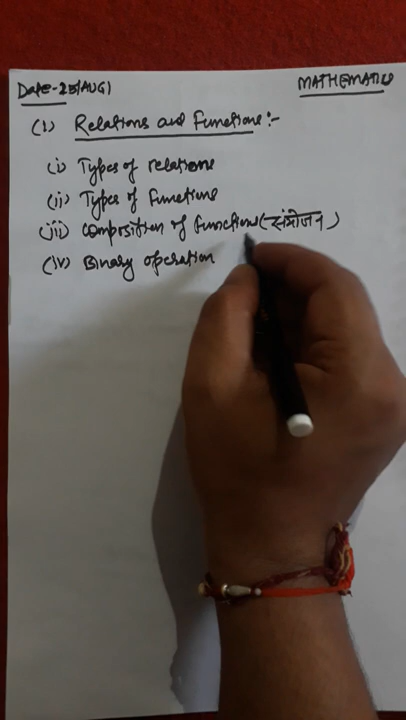 Date-25/AUG/ MATHEMATICS
(1) Relations and Functions:-
(i) Types of relations
(ii) Types of Functions
(iii) Composition of Function (संयोजन)
(iv) Binary operation